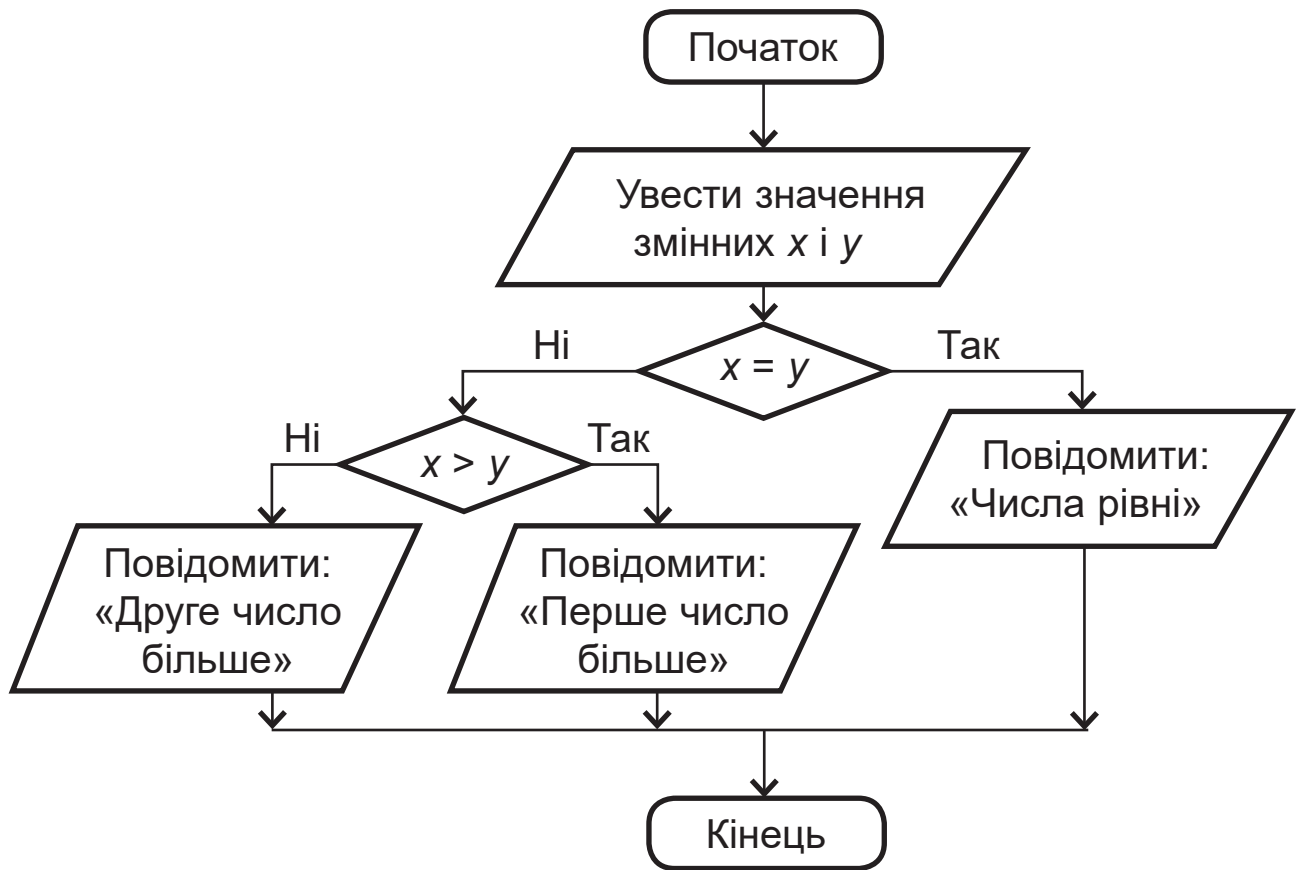 Початок
Увести значення
змінних x і y
Ні
x = y
Так
Ні
x > y
Так
Повідомити:
«Числа рівні»
Повідомити:
«Друге число
більше»
Повідомити:
«Перше число
більше»
Кінець